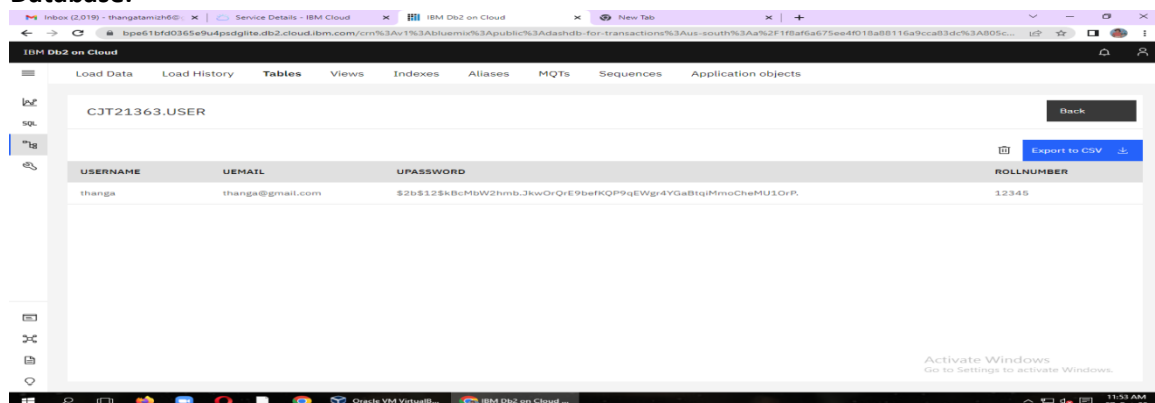 Database:
Inbox (2,019) - thangatamizh6@ Service Details - IBM Cloud IBM Db2 on Cloud New Tab
bpe61bfd0365e9u4psdglite.db2.cloud.ibm.com/crn%3Av1%3Abluemix%3Apublic%3Adashdb-for-transactions%3Aus-south%3Aa%2F1f8af6a675ee4f018a88116a9cca83dc%3A805c...
IBM Db2 on Cloud
Load Data Load History Tables Views Indexes Aliases MQTs Sequences Application objects
CJT21363.USER Back
SQL
Export to CSV
USERNAME UEMAIL UPASSWORD ROLLNUMBER
thanga thanga@gmail.com $2b$12$kBcMbW2hmb.JkwOrQrE9befKQP9qEWgr4YGaBtqiMmoCheMU1OrP. 12345
Activate Windows
Go to Settings to activate Windows.
Oracle VM VirtualB... IBM Db2 on Cloud ... 11:53 AM